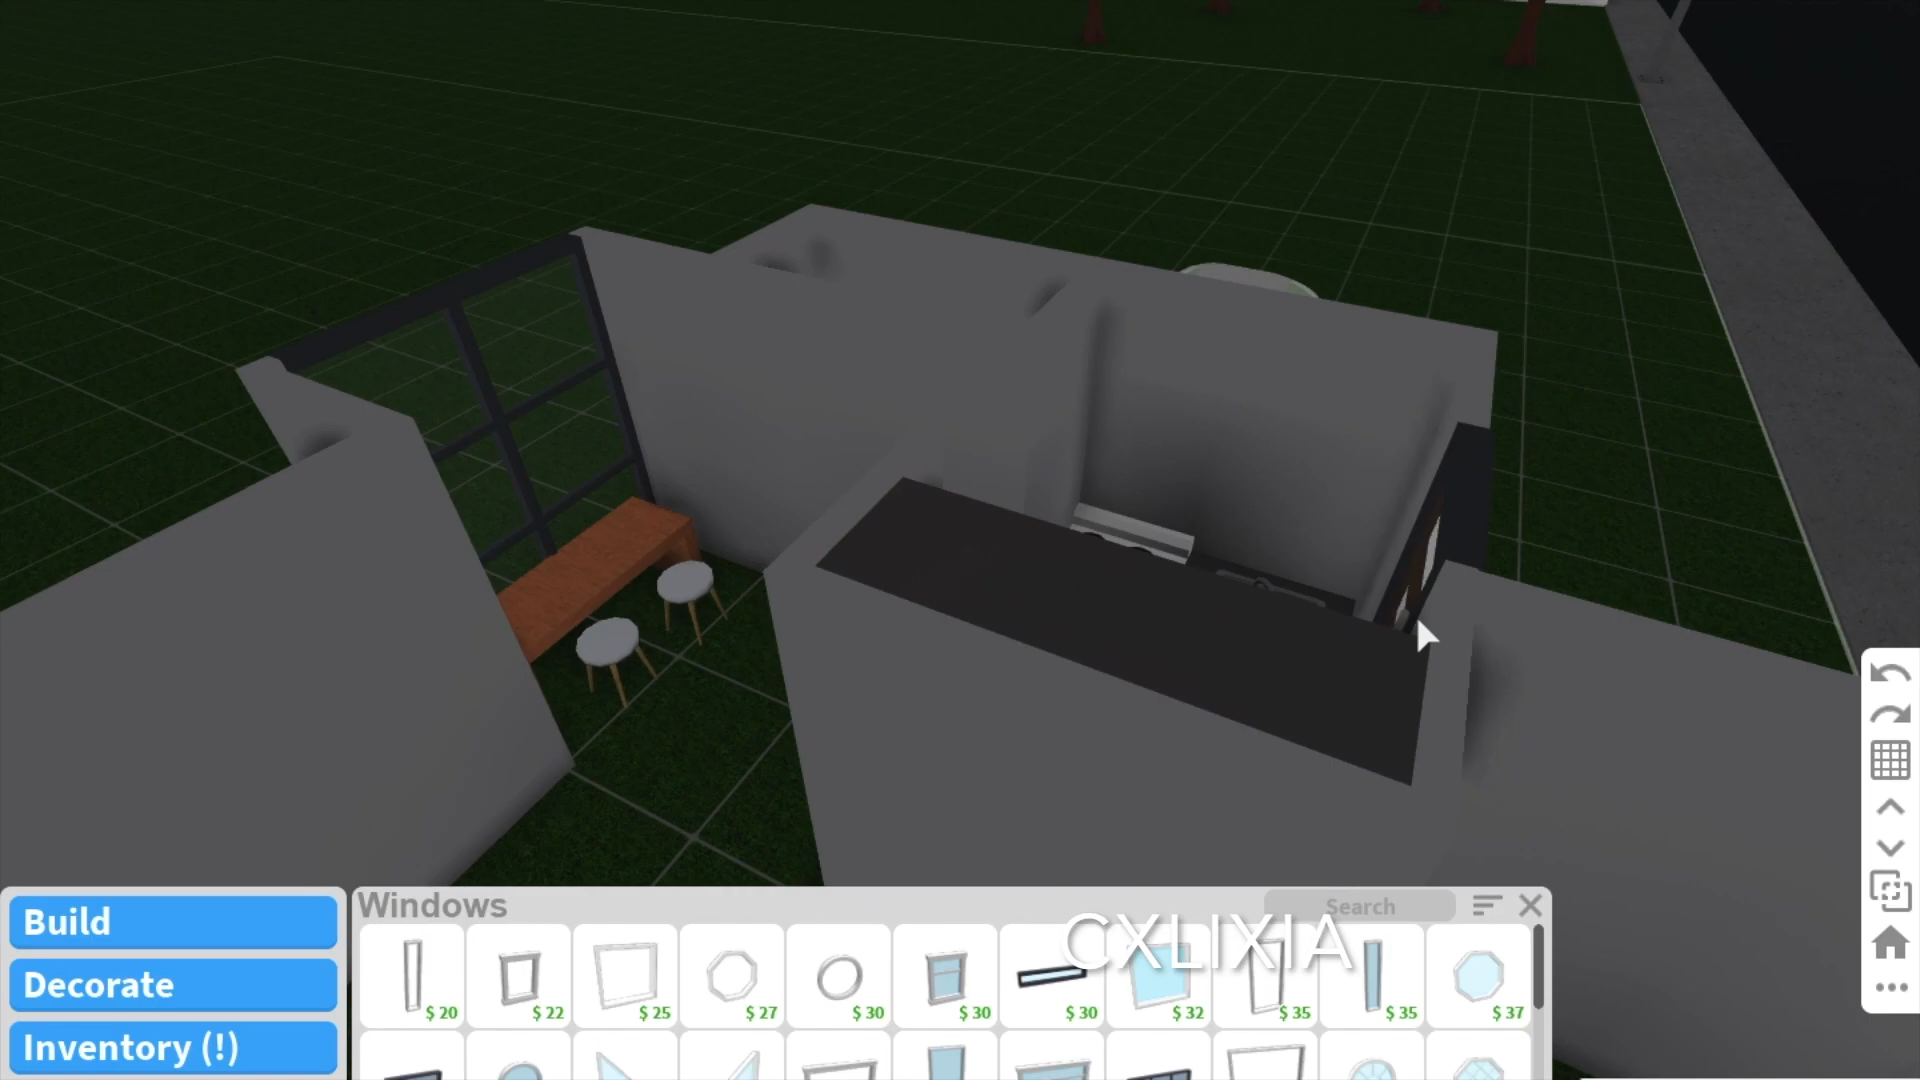 Windows
Search
CXLIXIA
Build
Decorate
Inventory (!)
$ 20
$ 22
$ 25
$ 27
$ 30
$ 30
$ 30
$ 32
$ 35
$ 35
$ 37